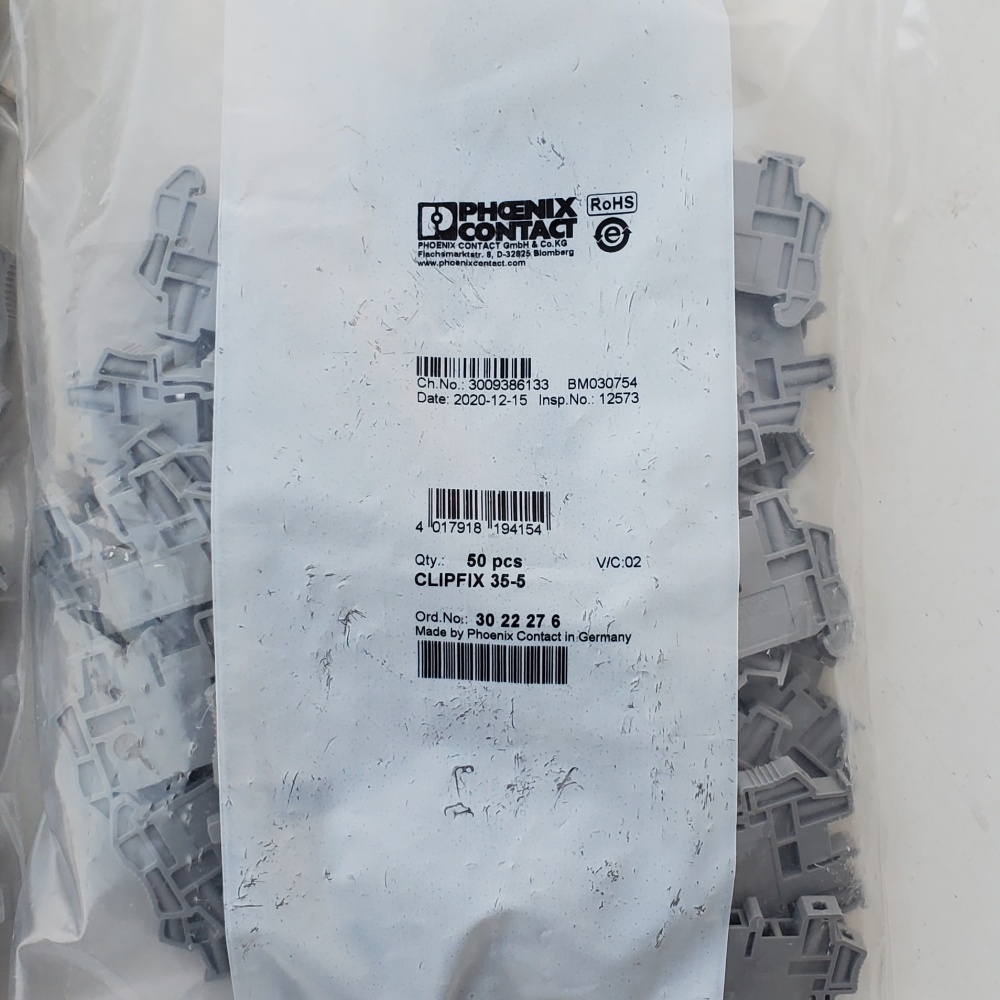 PHŒNIX CONTACT RoHS
e
PHOENIX CONTACT GmbH & Co.KG
Flachsmarktstr. 8, D-32825 Blomberg
www.phoenixcontact.com
Ch.No.: 3009386133 BM030754
Date: 2020-12-15 Insp.No.: 12573
4 017918 194154
Qty.: 50 pcs V/C:02
CLIPFIX 35-5
Ord.No.: 30 22 27 6
Made by Phoenix Contact in Germany